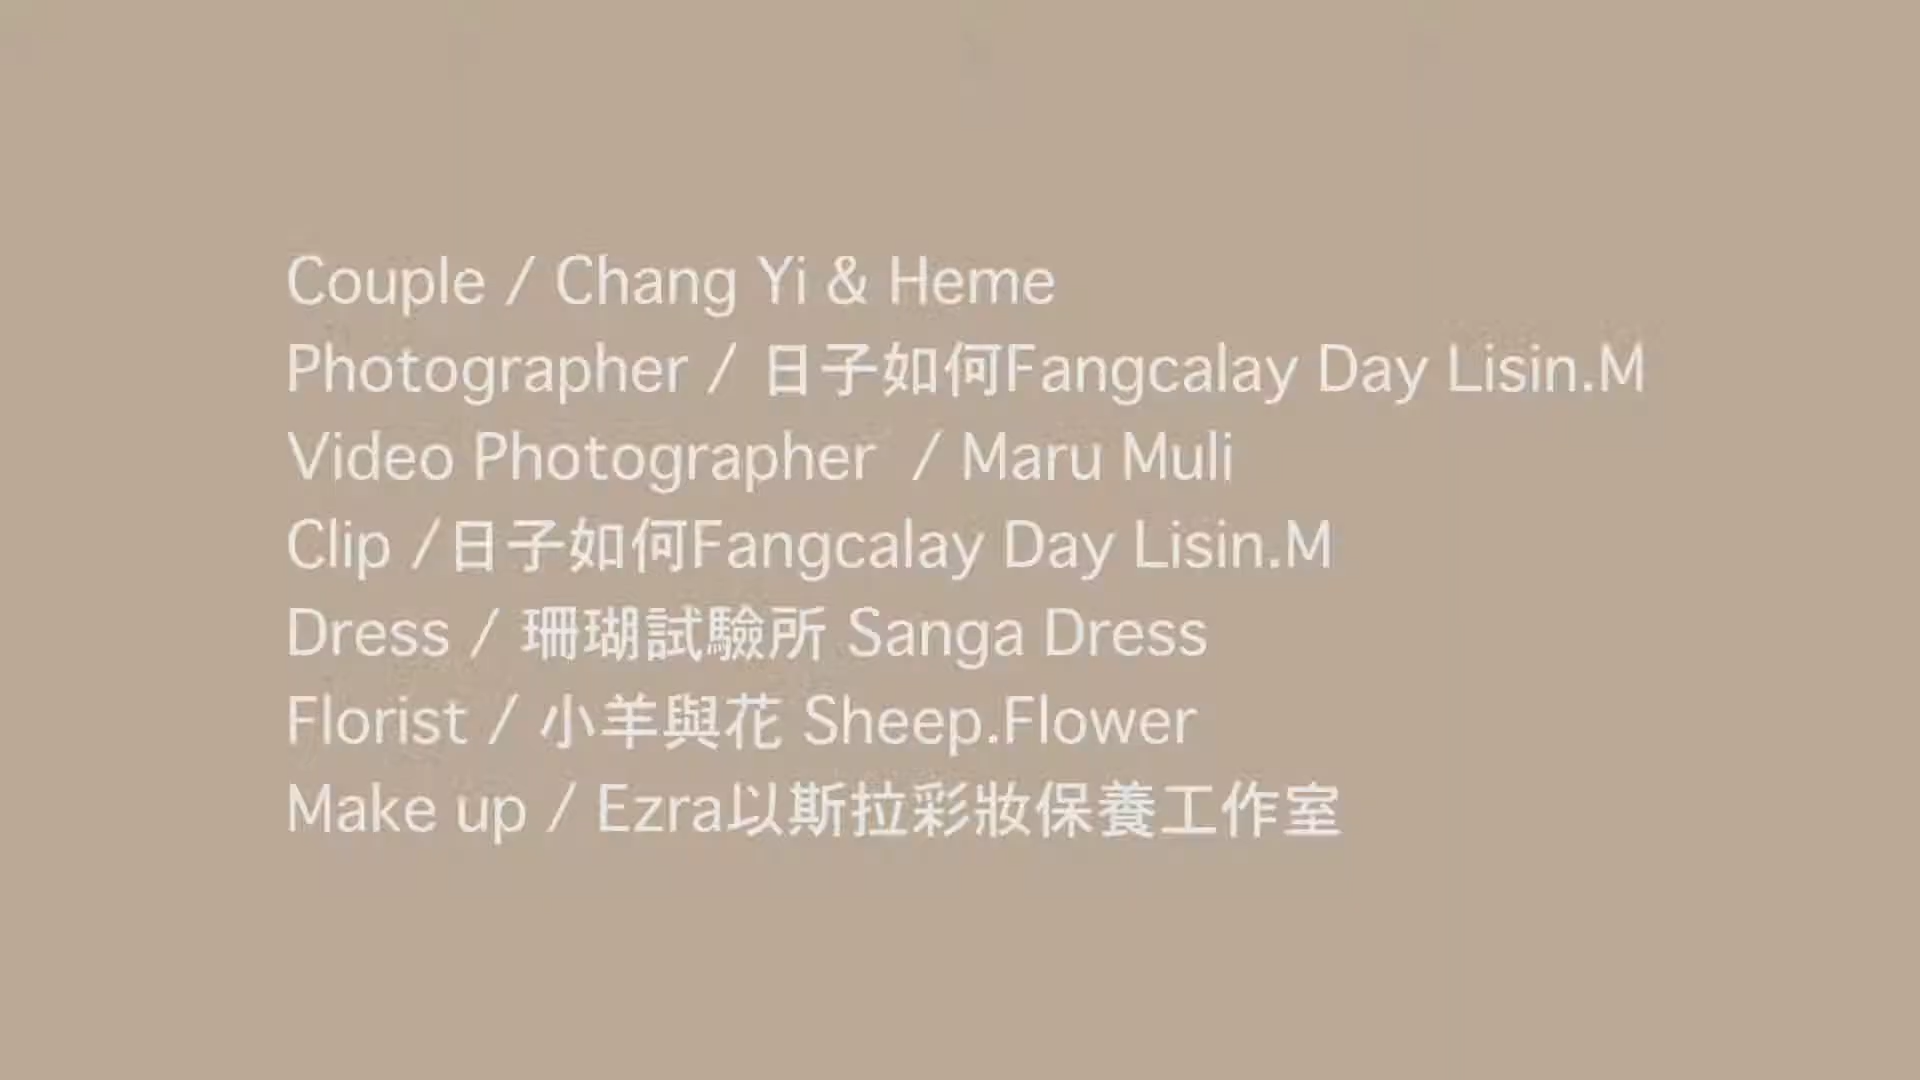 Couple / Chang Yi & Heme
Photographer / 日子如何Fangcalay Day Lisin.M
Video Photographer  / Maru Muli
Clip /日子如何Fangcalay Day Lisin.M
Dress / 珊瑚試驗所 Sanga Dress
Florist / 小羊與花 Sheep.Flower
Make up / Ezra以斯拉彩妝保養工作室